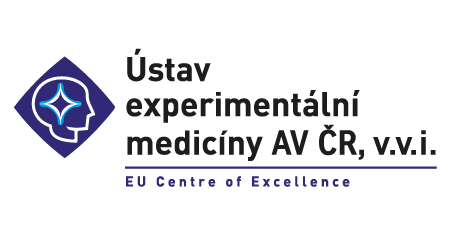 Ústav
experimentální
medicíny AV ČR, v.v.i.
EU Centre of Excellence